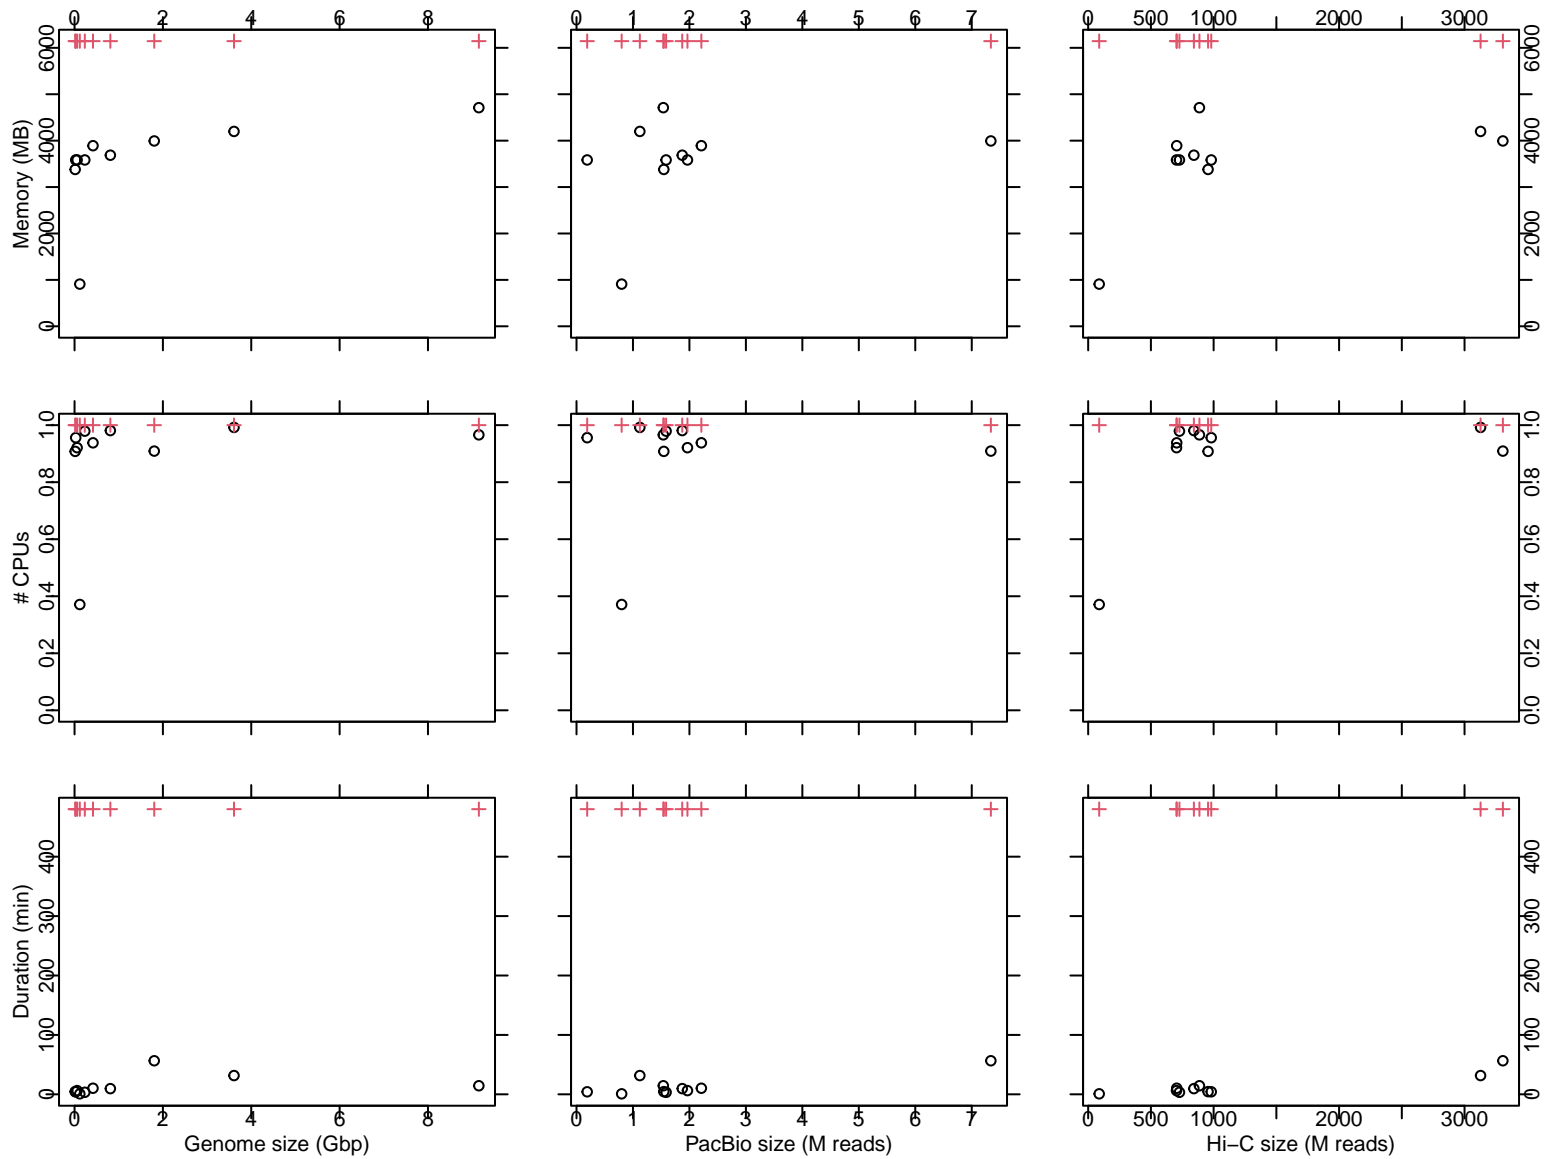 0 2 4 6 8
0 1 2 3 4 5 6 7
0 500 1000 2000 3000
Memory (MB)
0 2000 4000 6000
0 2000 4000 6000
# CPUs
0.0 0.2 0.4 0.6 0.8 1.0
0.0 0.2 0.4 0.6 0.8 1.0
Duration (min)
0 100 200 300 400
0 100 200 300 400
0 2 4 6 8
0 1 2 3 4 5 6 7
0 500 1000 2000 3000
Genome size (Gbp)
PacBio size (M reads)
Hi−C size (M reads)